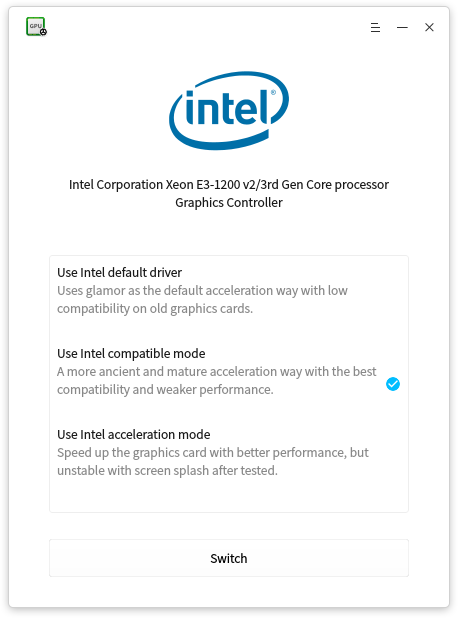 GPU
intel®
Intel Corporation Xeon E3-1200 v2/3rd Gen Core processor
Graphics Controller
Use Intel default driver
Uses glamor as the default acceleration way with low
compatibility on old graphics cards.
Use Intel compatible mode
A more ancient and mature acceleration way with the best
compatibility and weaker performance.
Use Intel acceleration mode
Speed up the graphics card with better performance, but
unstable with screen splash after tested.
Switch